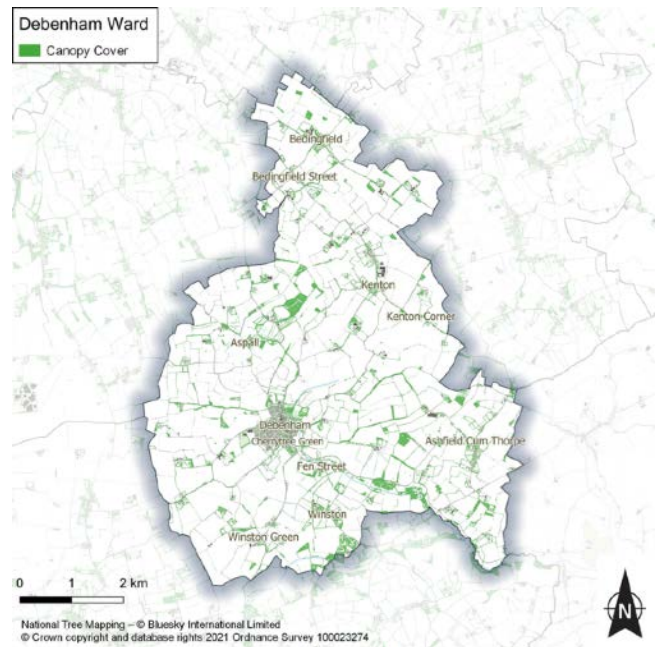 Debenham Ward
Canopy Cover
Bedingfield
Bedingfield Street
Kenton
Kenton Corner
Aspall
Debenham
Cherrytree Green
Ashfield Cum Thorpe
Fen Street
Winston
Winston Green
0 1 2 km
N
National Tree Mapping – © Bluesky International Limited
© Crown copyright and database rights 2021 Ordnance Survey 100023274